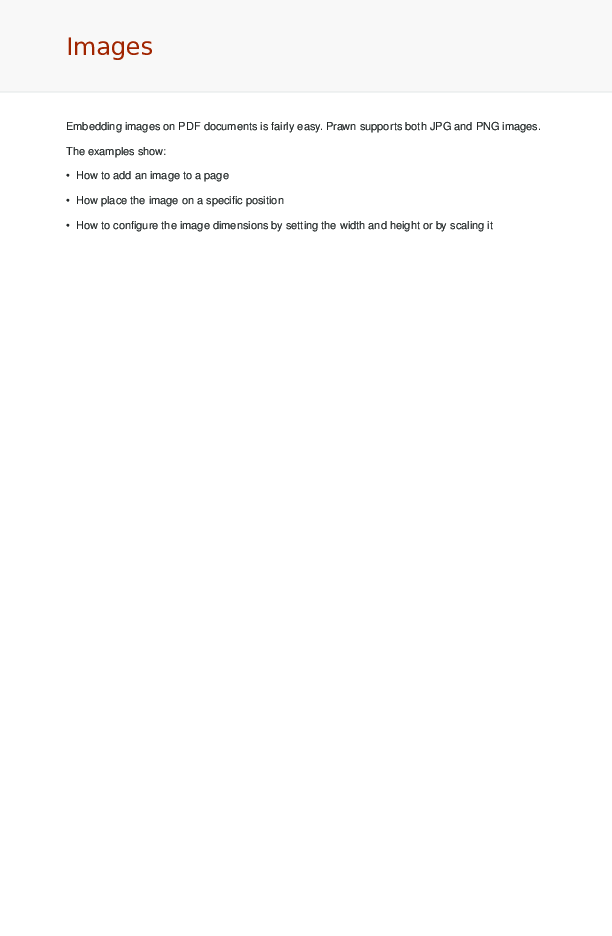 Images
Embedding images on PDF documents is fairly easy. Prawn supports both JPG and PNG images.
The examples show:
• How to add an image to a page
• How place the image on a specific position
• How to configure the image dimensions by setting the width and height or by scaling it